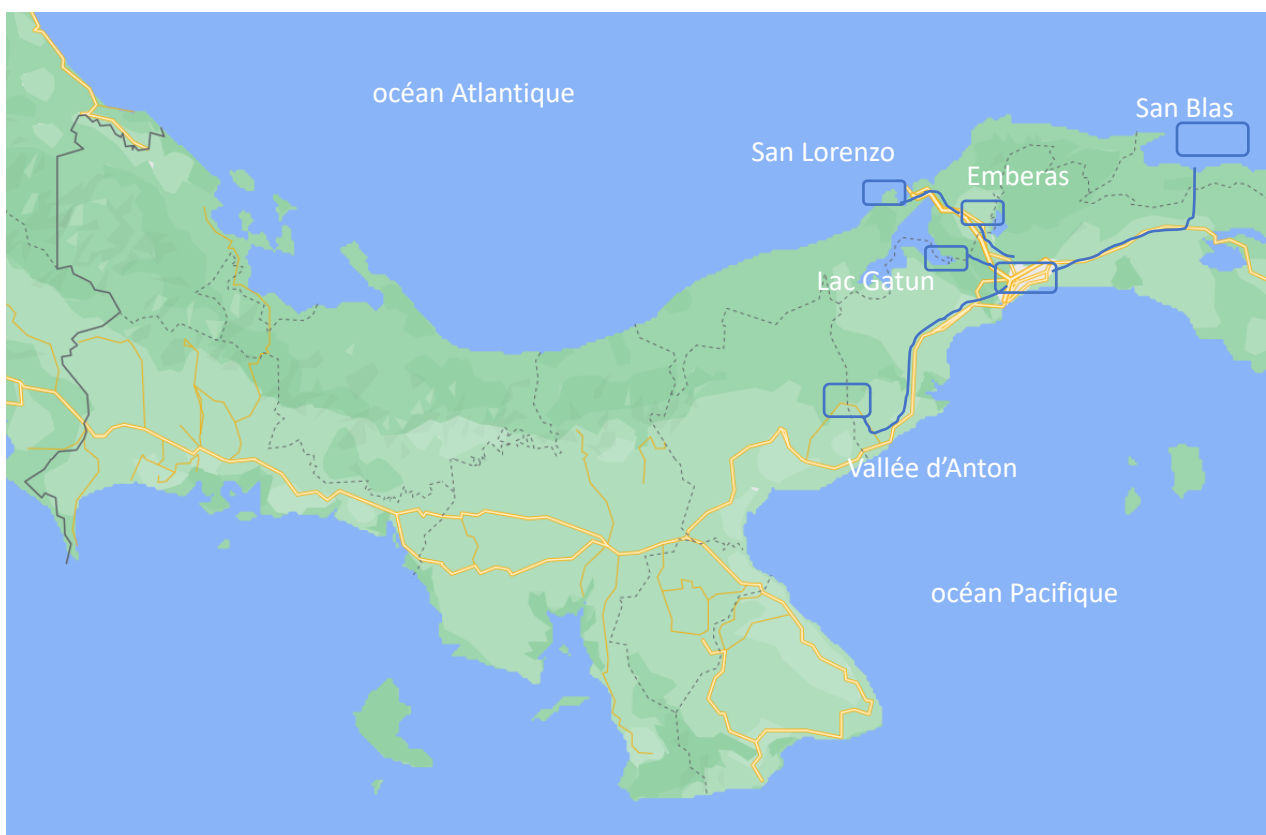 océan Atlantique
San Blas
San Lorenzo
Emberas
Lac Gatun
Vallée d’Anton
océan Pacifique